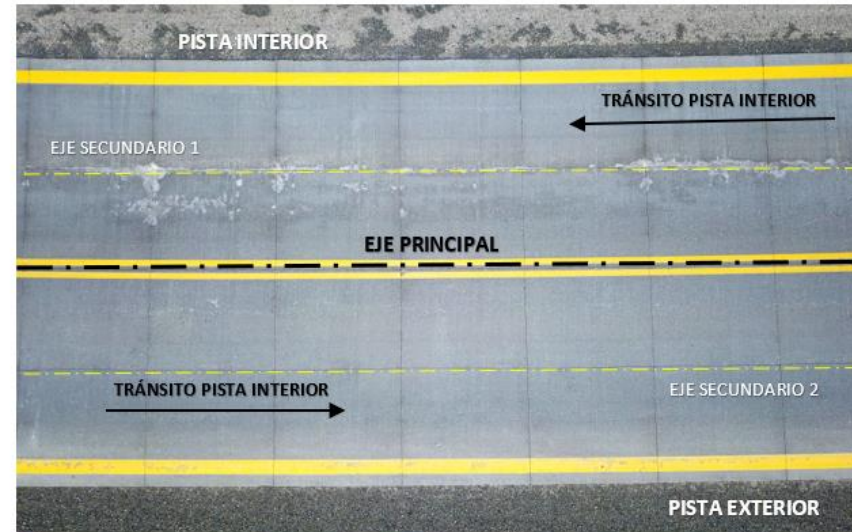 PISTA INTERIOR
TRÁNSITO PISTA INTERIOR
EJE SECUNDARIO 1
EJE PRINCIPAL
TRÁNSITO PISTA INTERIOR
EJE SECUNDARIO 2
PISTA EXTERIOR